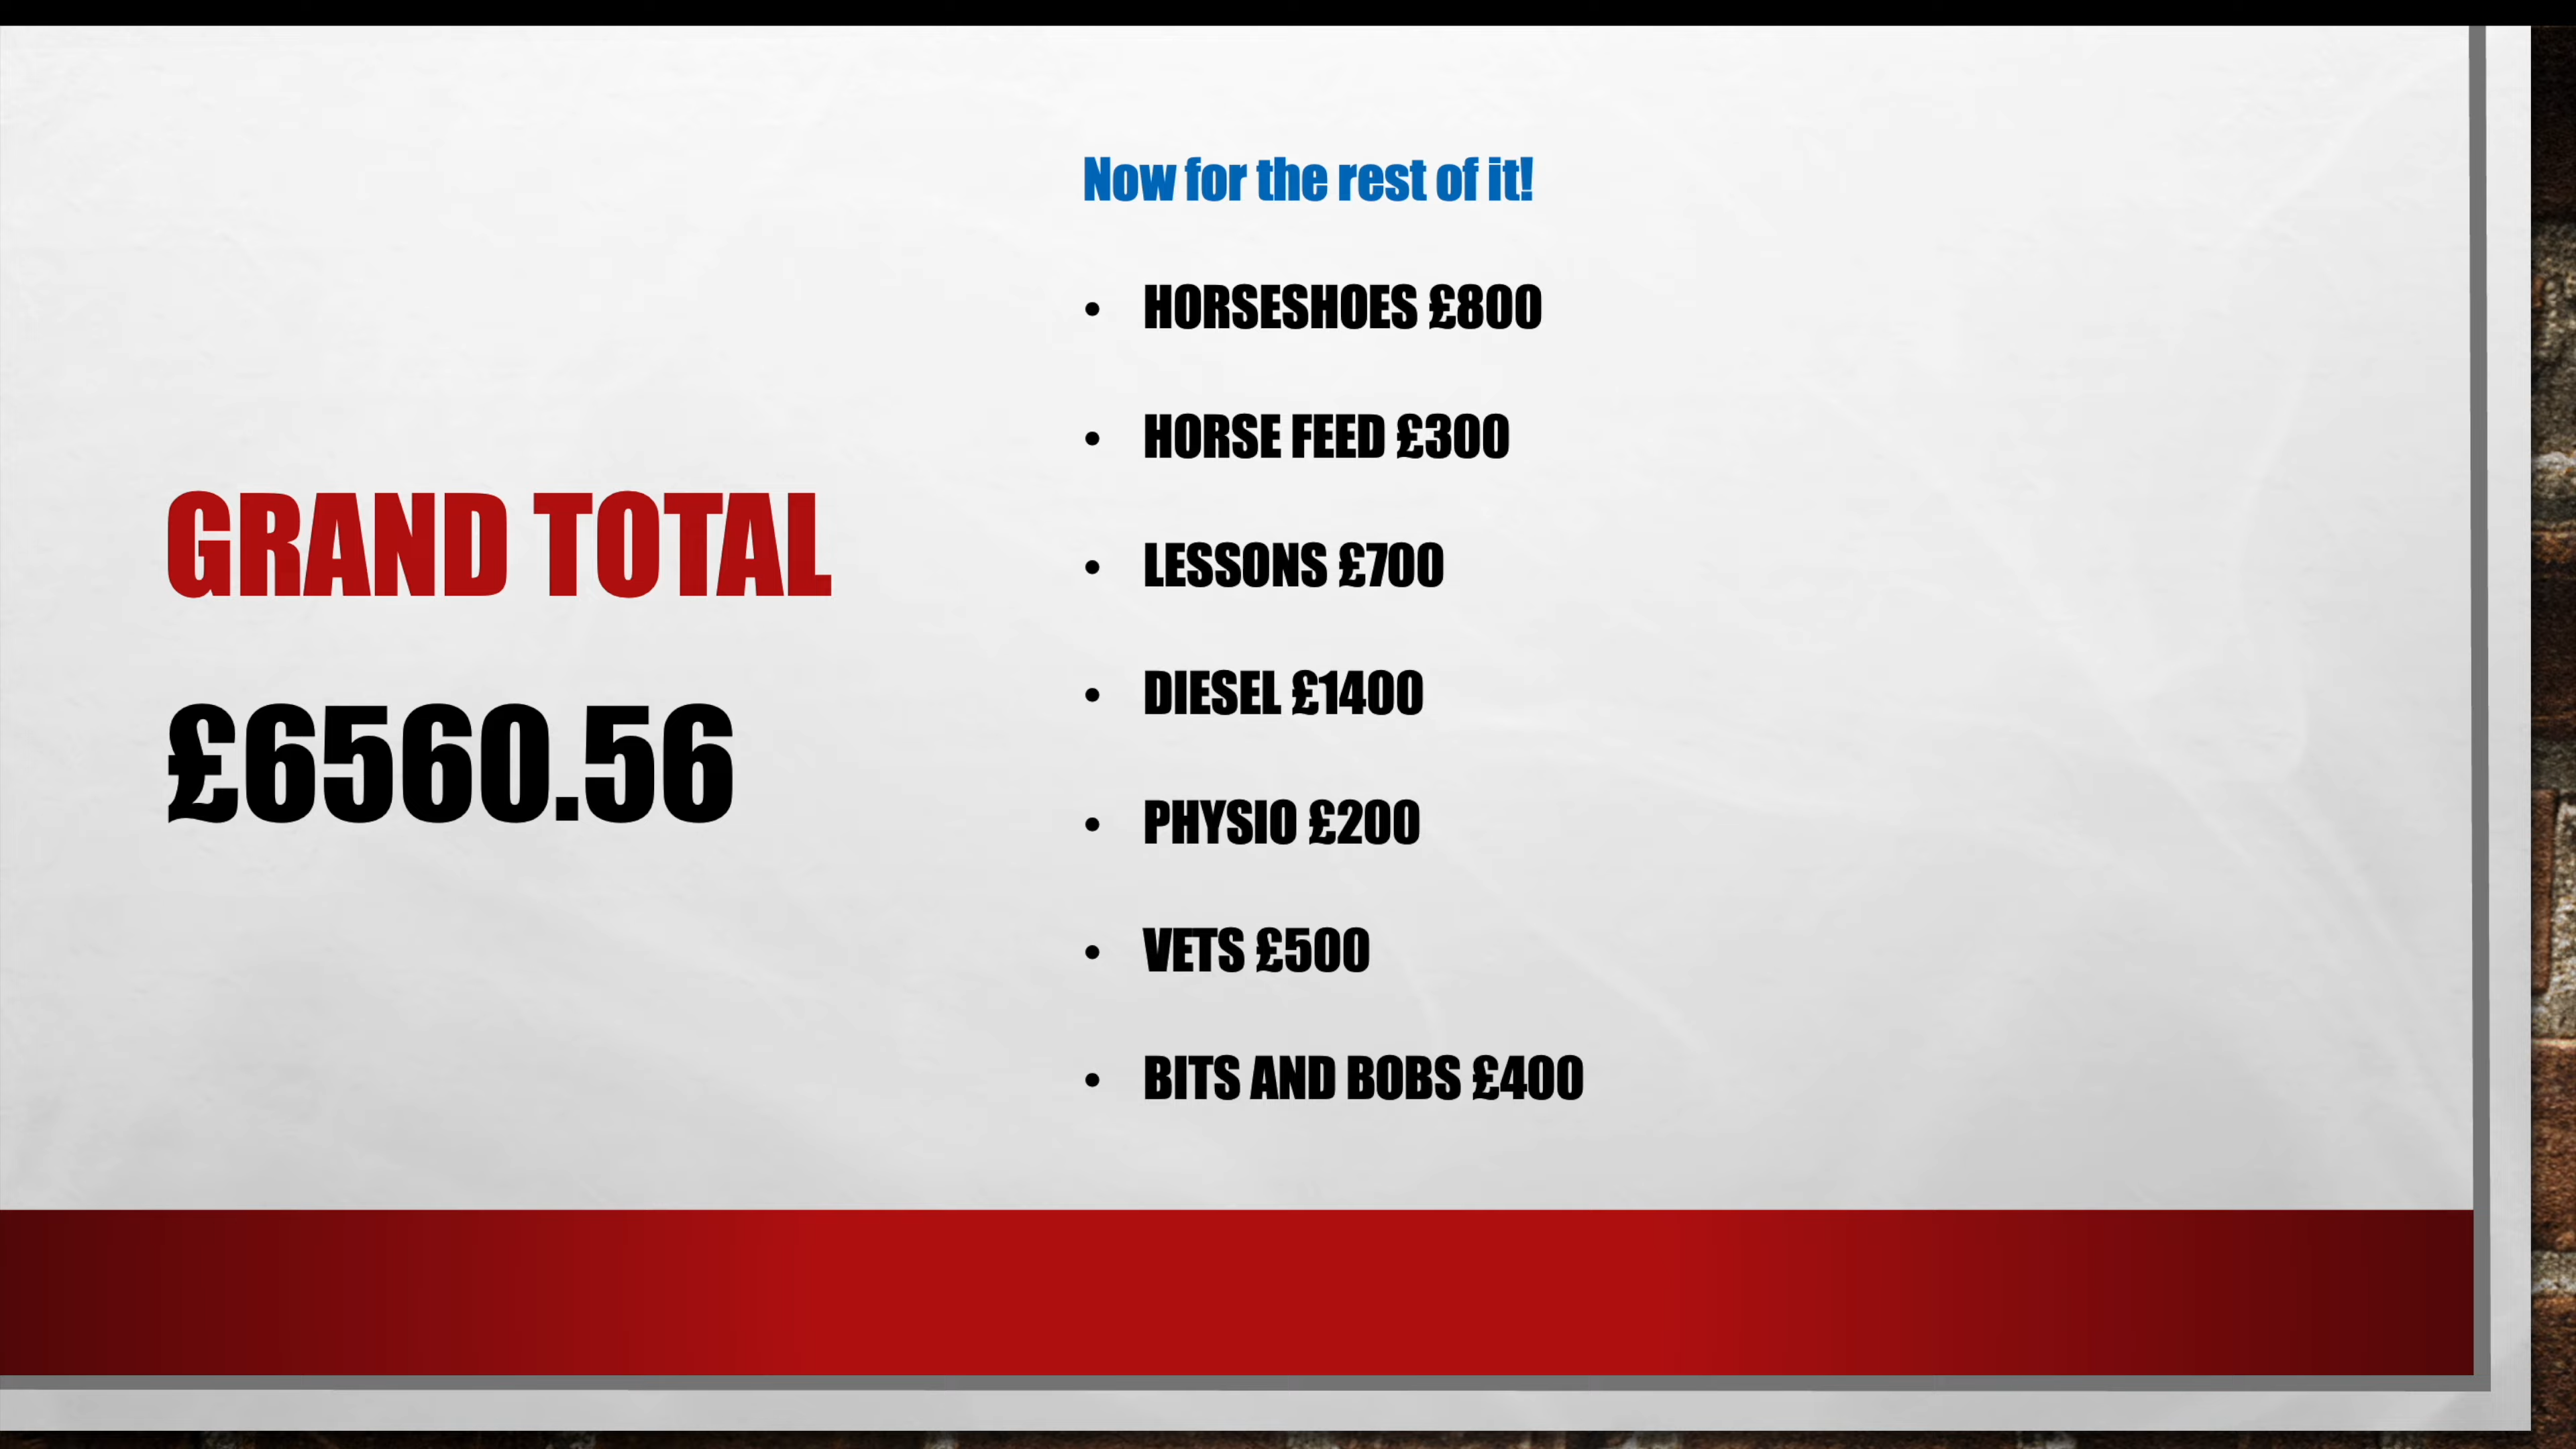 GRAND TOTAL
£6560.56
Now for the rest of it!
• HORSESHOES £800
• HORSE FEED £300
• LESSONS £700
• DIESEL £1400
• PHYSIO £200
• VETS £500
• BITS AND BOBS £400